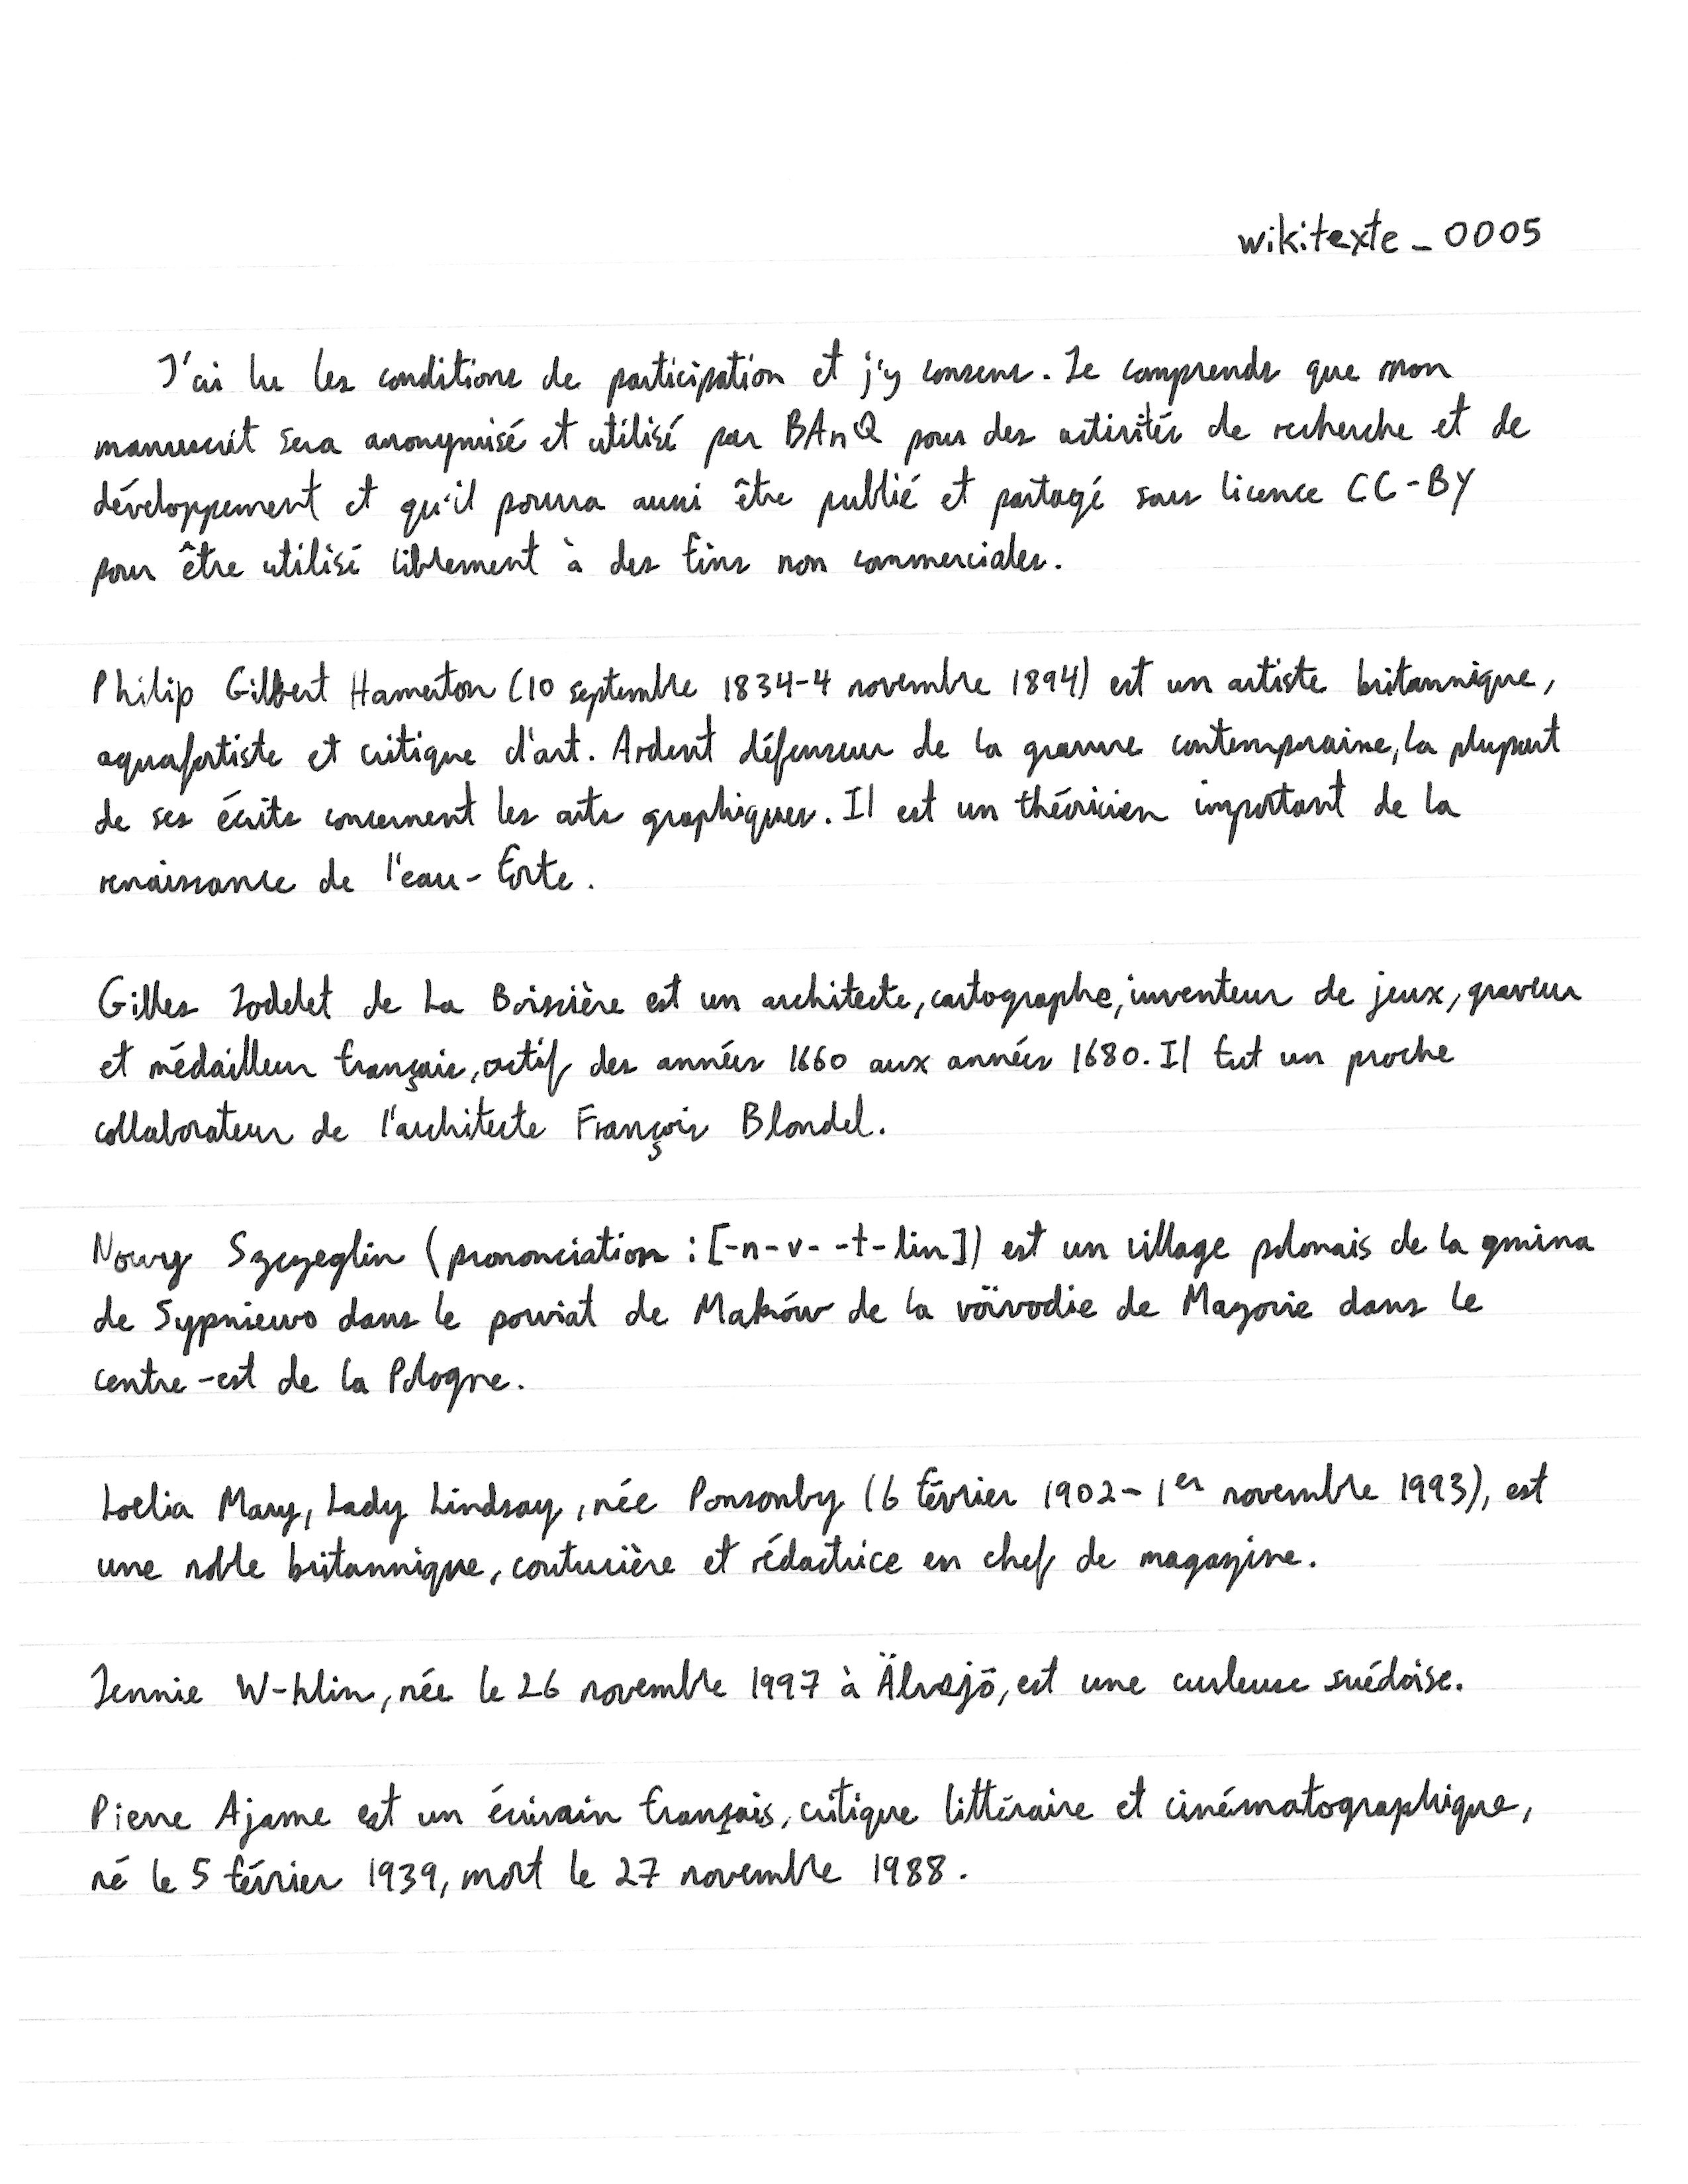 wikitexte_0005
J'ai lu les conditions de participation et j'y consens. Je comprends que mon
manuscrit sera anonymisé et utilisé par BAnQ pour des activités de recherche et de
développement et qu'il pourra aussi être publié et partagé sous licence CC-BY
pour être utilisé librement à des fins non commerciales.
Philip Gilbert Hamerton (10 septembre 1834-4 novembre 1894) est un artiste britannique,
aquafortiste et critique d'art. Ardent défenseur de la gravure contemporaine, la plupart
de ses écrits concernent les arts graphiques. Il est un théoricien important de la
renaissance de l'eau-forte.
Gilles Jodelet de La Boissière est un architecte, cartographe, inventeur de jeux, graveur
et médailleur français, actif des années 1660 aux années 1680. Il fut un proche
collaborateur de l'architecte François Blondel.
Nowy Szczeglin (prononciation : [-n-v- -t-lin]) est un village polonais de la gmina
de Sypniewo dans le powiat de Maków de la voïvodie de Mazovie dans le
centre-est de la Pologne.
Loelia Mary, Lady Lindsay, née Ponsonby (6 février 1902- 1er novembre 1993), est
une noble britannique, couturière et rédactrice en chef de magazine.
Jennie W-hlin, née le 26 novembre 1997 à Älvsjö, est une curleuse suédoise.
Pierre Ajame est un écrivain français, critique littéraire et cinématographique,
né le 5 février 1939, mort le 27 novembre 1988.